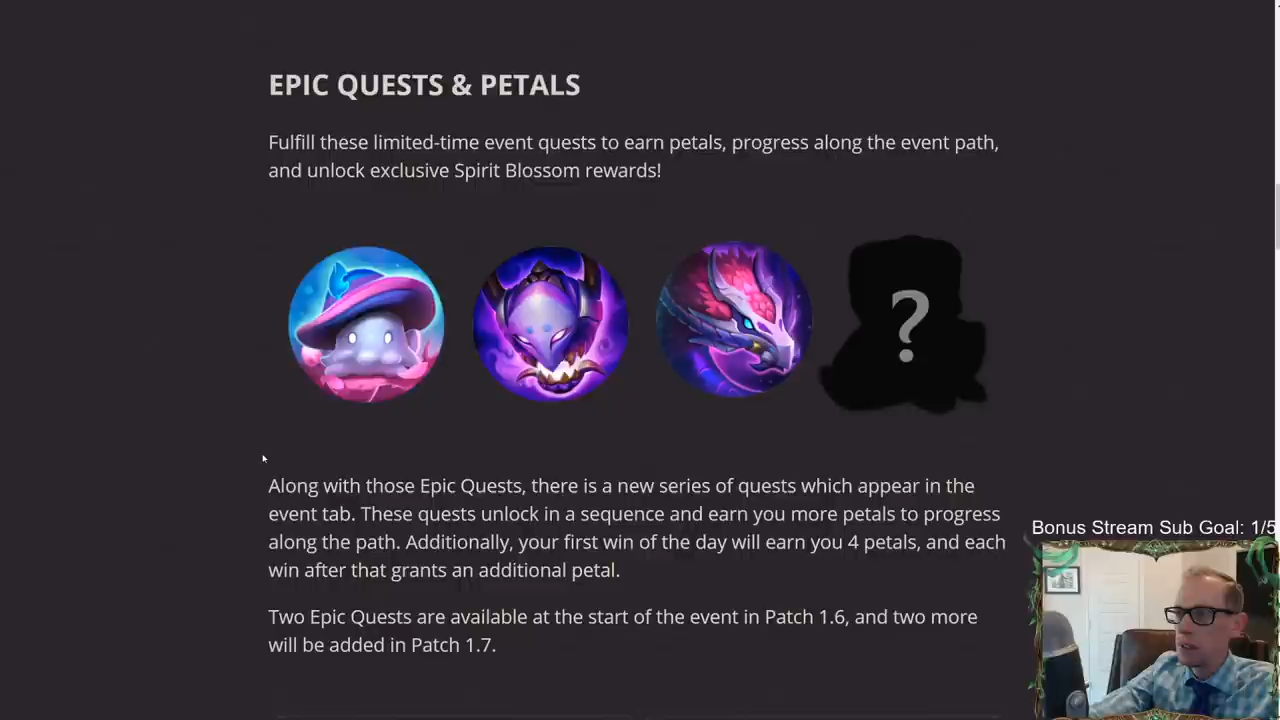 EPIC QUESTS & PETALS
Fulfill these limited-time event quests to earn petals, progress along the event path,
and unlock exclusive Spirit Blossom rewards!
?
Along with those Epic Quests, there is a new series of quests which appear in the
event tab. These quests unlock in a sequence and earn you more petals to progress
along the path. Additionally, your first win of the day will earn you 4 petals, and each
win after that grants an additional petal.
Two Epic Quests are available at the start of the event in Patch 1.6, and two more
will be added in Patch 1.7.
Bonus Stream Sub Goal: 1/5